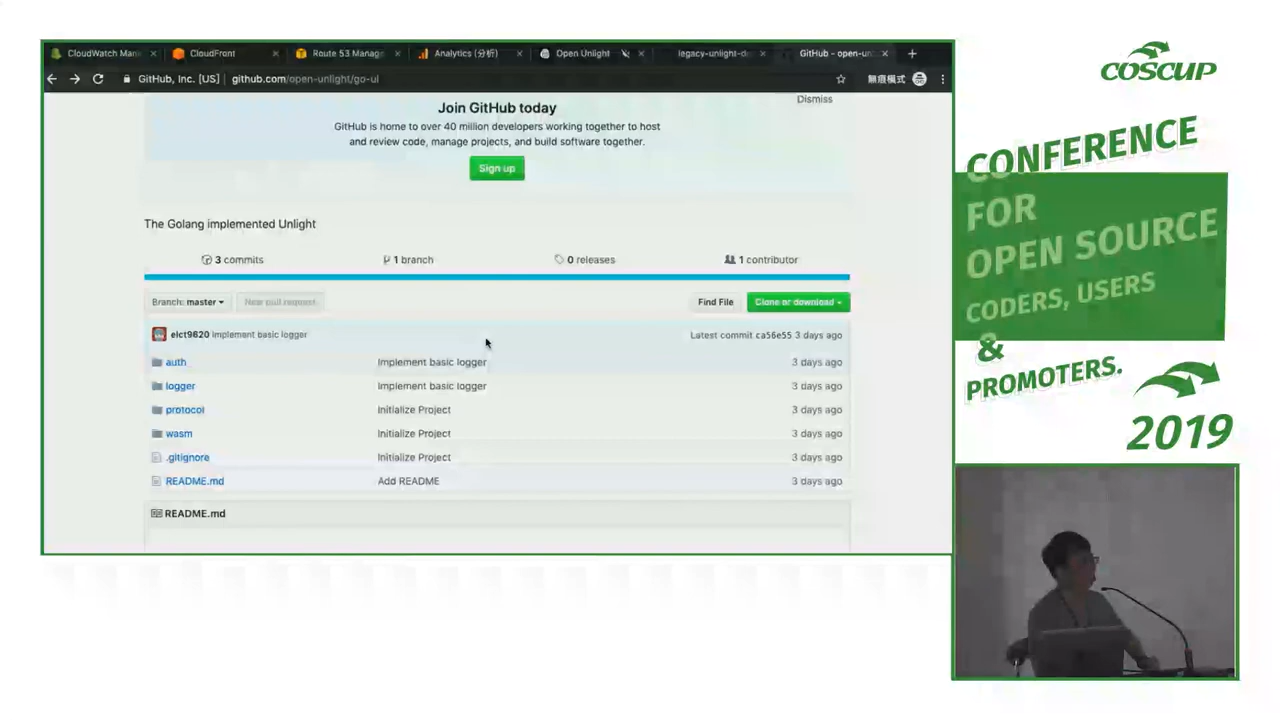 CloudWatch Man
CloudFront
Route 53 Manag
Analytics (分析)
Open Unlight
legacy-unlight-d
GitHub - open-un
GitHub, Inc. [US]
github.com/open-unlight/go-ul
無痕模式
Join GitHub today
Dismiss
GitHub is home to over 40 million developers working together to host
and review code, manage projects, and build software together.
Sign up
The Golang implemented Unlight
3 commits
1 branch
0 releases
1 contributor
Branch: master
New pull request
Find File
Clone or download
elct9620 Implement basic logger
Latest commit ca56e55 3 days ago
auth Implement basic logger 3 days ago
logger Implement basic logger 3 days ago
protocol Initialize Project 3 days ago
wasm Initialize Project 3 days ago
.gitignore Initialize Project 3 days ago
README.md Add README 3 days ago
README.md
COSCUP
CONFERENCE
FOR
OPEN SOURCE
CODERS, USERS
&
PROMOTERS.
2019